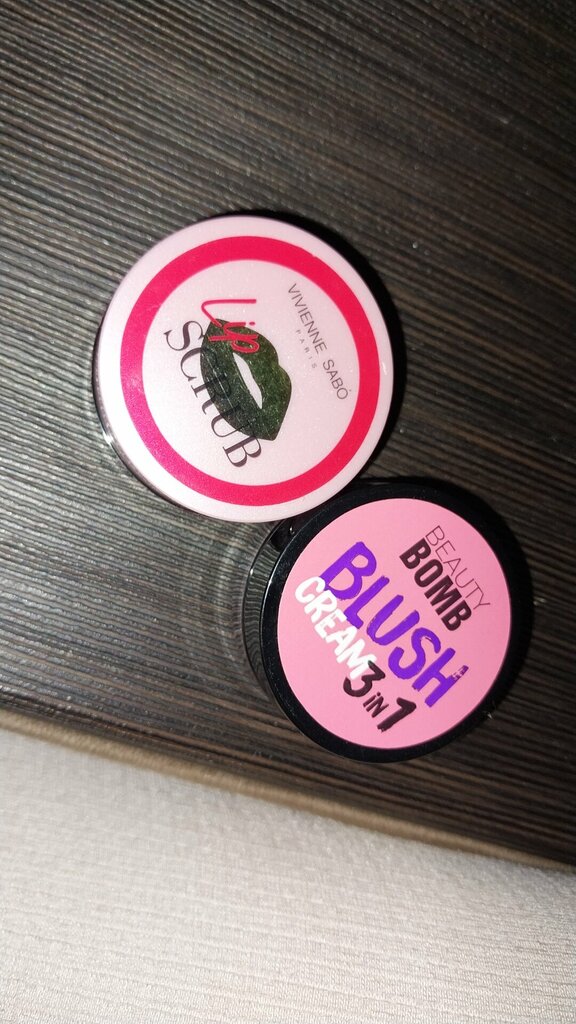 VIVIENNE SABÓ
PARIS
Lip
SCRUB
BEAUTY
BOMB
BLUSH
CREAM 3 IN 1